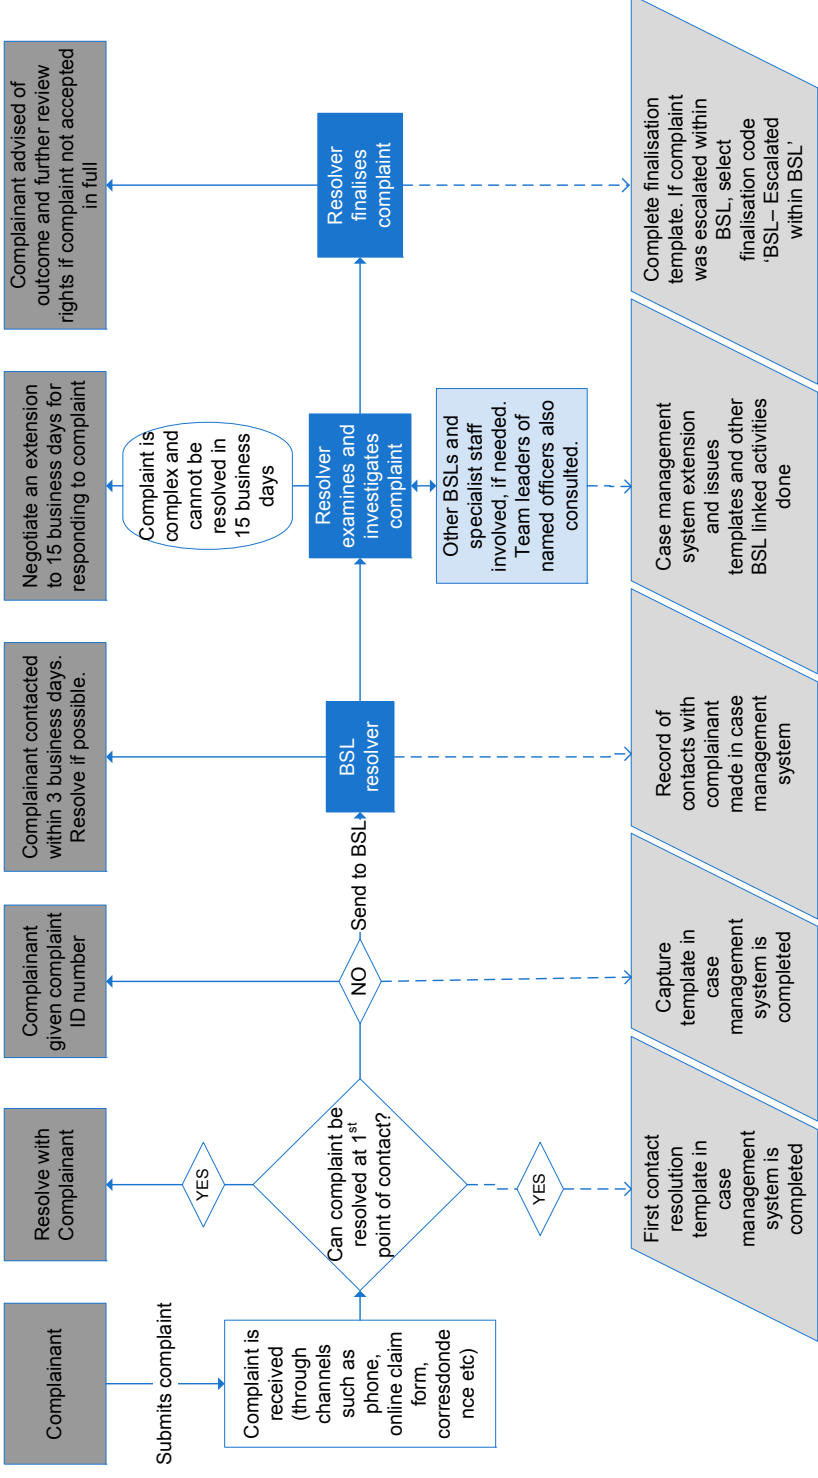 Complainant
Submits complaint
Complaint is
received
(through
channels
such as
phone,
online claim
form,
corresdonde
nce etc)
Can complaint be
resolved at 1st
point of contact?
YES
Resolve with
Complainant
YES
First contact
resolution
template in
case
management
system is
completed
NO
Complainant
given complaint
ID number
Capture
template in
case
management
system is
completed
Send to BSL
BSL
resolver
Complainant contacted
within 3 business days.
Resolve if possible.
Record of
contacts with
complainant
made in case
management
system
Resolver
examines and
investigates
complaint
Complaint is
complex and
cannot be
resolved in
15 business
days
Negotiate an extension
to 15 business days for
responding to complaint
Other BSLs and
specialist staff
involved, if needed.
Team leaders of
named officers also
consulted.
Case management
system extension
and issues
templates and other
BSL linked activities
done
Resolver
finalises
complaint
Complainant advised of
outcome and further review
rights if complaint not accepted
in full
Complete finalisation
template. If complaint
was escalated within
BSL, select
finalisation code
‘BSL– Escalated
within BSL’